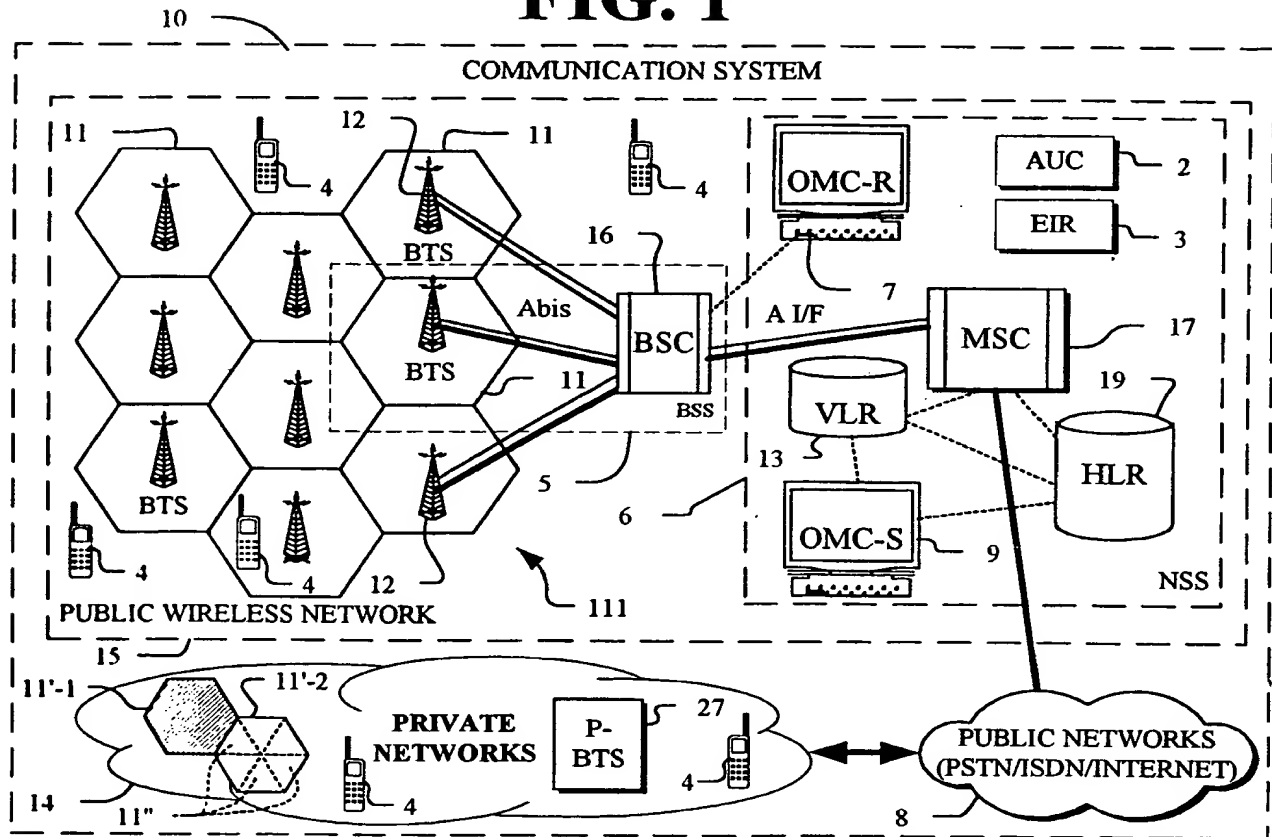 FIG. 1
10
COMMUNICATION SYSTEM
11
4
12
11
4
OMC-R
AUC
2
EIR
3
BTS
16
7
Abis
BSC
A I/F
MSC
17
BTS
11
BSS
VLR
19
13
HLR
5
6
BTS
4
4
12
OMC-S
9
NSS
111
PUBLIC WIRELESS NETWORK
15
11'-1
11'-2
PRIVATE
NETWORKS
P-
BTS
27
4
4
PUBLIC NETWORKS
(PSTN/ISDN/INTERNET)
14
11"
8